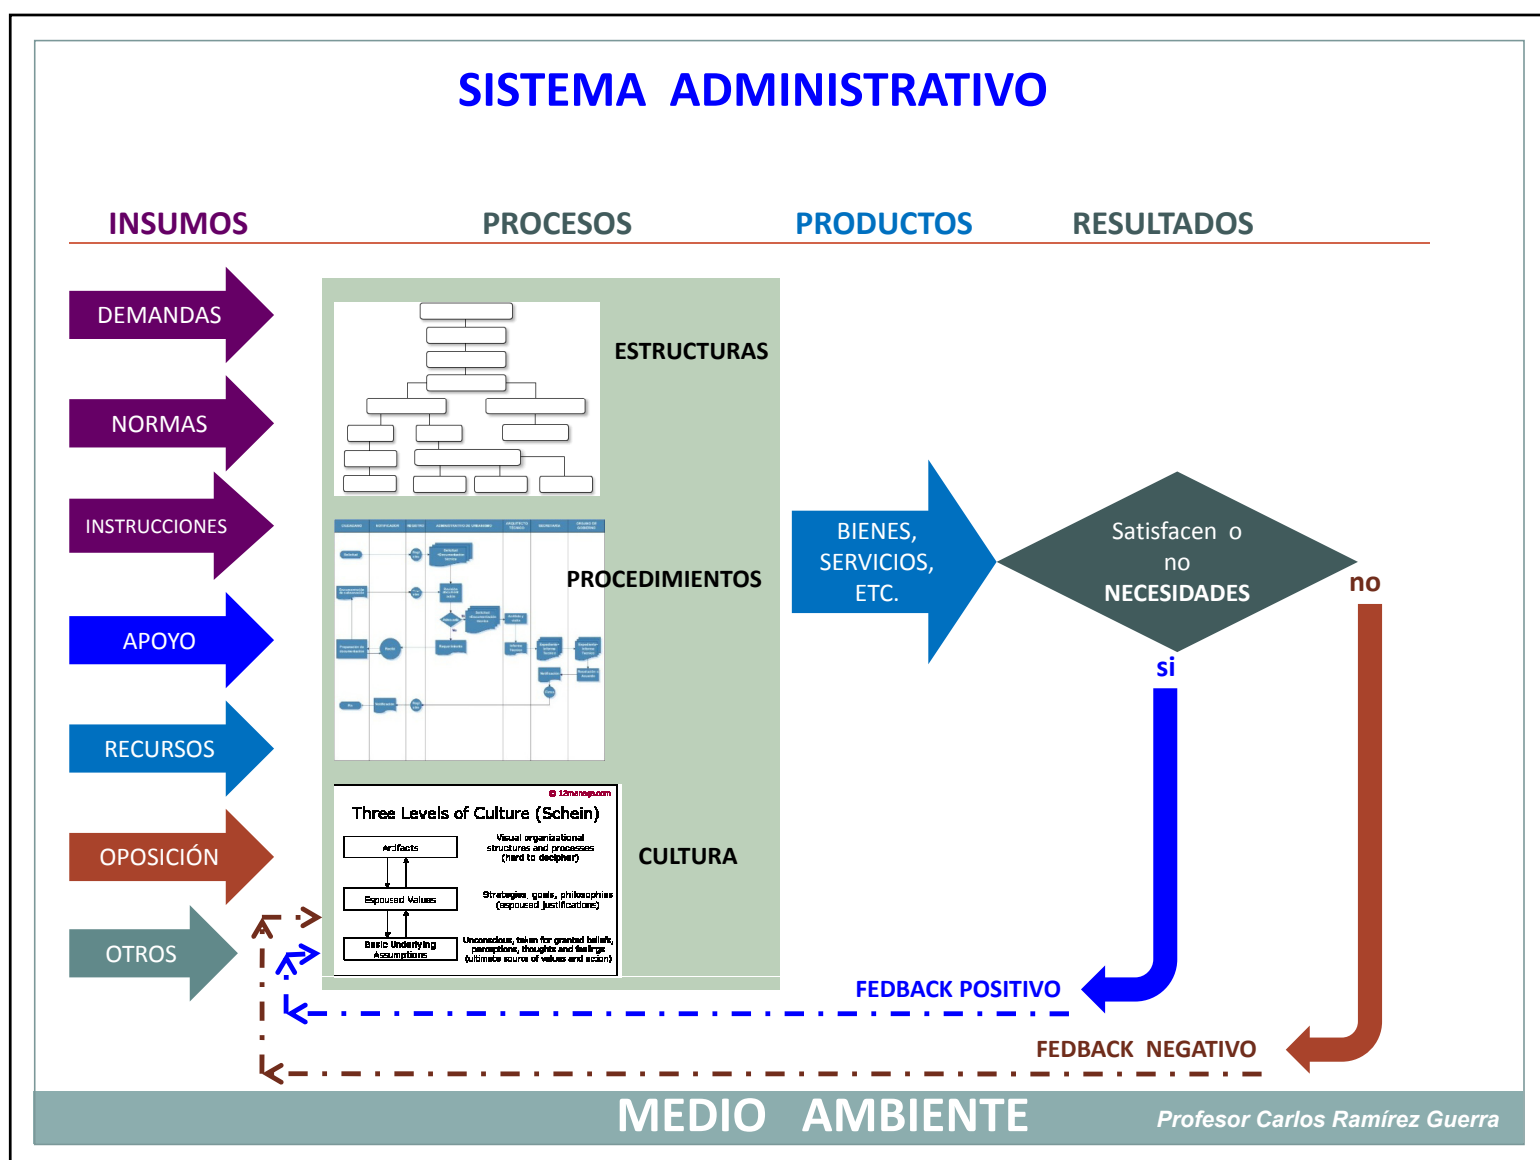 SISTEMA ADMINISTRATIVO
INSUMOS
PROCESOS
PRODUCTOS
RESULTADOS
DEMANDAS
NORMAS
INSTRUCCIONES
APOYO
RECURSOS
OPOSICIÓN
OTROS
ESTRUCTURAS
PROCEDIMIENTOS
© 12manage.com
Three Levels of Culture (Schein)
Artifacts
Visual organizational
structures and processes
(hard to decipher)
Espoused Values
Strategies, goals, philosophies
(espoused justifications)
Basic Underlying
Assumptions
Unconscious, taken for granted beliefs,
perceptions, thoughts and feelings
(ultimate source of values and action)
CULTURA
BIENES,
SERVICIOS,
ETC.
Satisfacen o
no
NECESIDADES
no
si
FEDBACK POSITIVO
FEDBACK NEGATIVO
MEDIO AMBIENTE
Profesor Carlos Ramírez Guerra